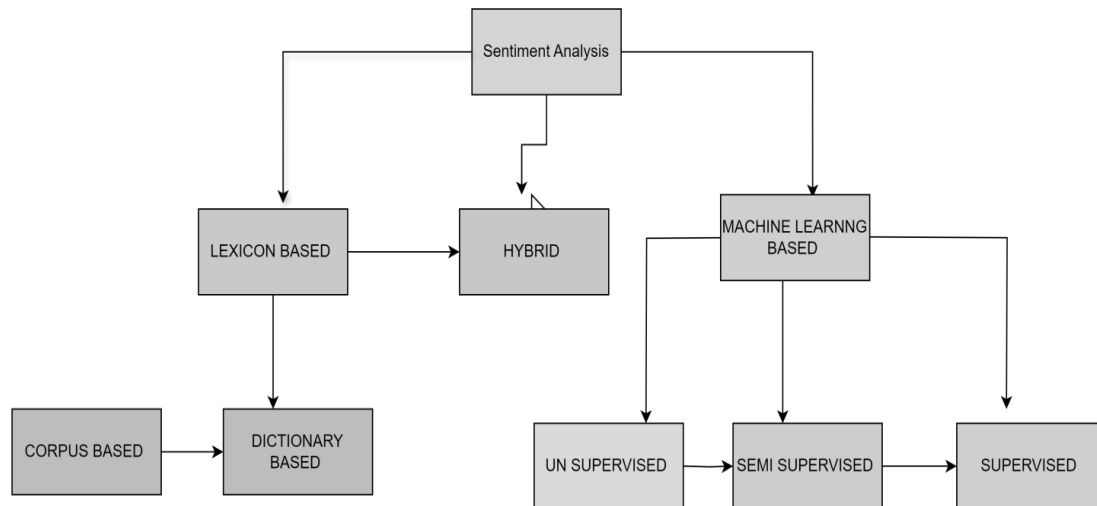 Sentiment Analysis
LEXICON BASED
HYBRID
MACHINE LEARNNG
BASED
CORPUS BASED
DICTIONARY
BASED
UN SUPERVISED
SEMI SUPERVISED
SUPERVISED